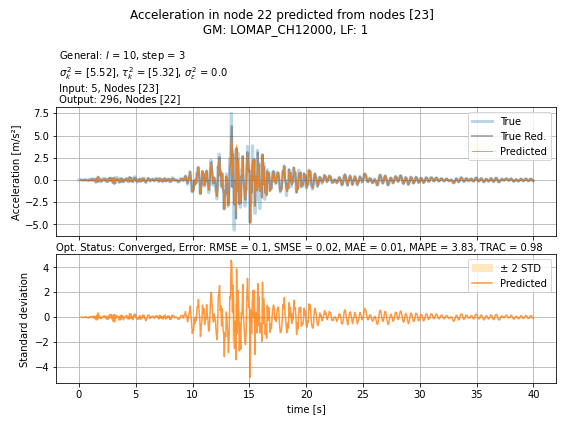 Acceleration in node 22 predicted from nodes [23]
GM: LOMAP_CH12000, LF: 1
General: l = 10, step = 3
σ²ₖ = [5.52], τ²ₖ = [5.32], σ²ₑ = 0.0
Input: 5, Nodes [23]
Output: 296, Nodes [22]
7.5
5.0
2.5
0.0
−2.5
−5.0
Acceleration [m/s²]
True
True Red.
Predicted
Opt. Status: Converged, Error: RMSE = 0.1, SMSE = 0.02, MAE = 0.01, MAPE = 3.83, TRAC = 0.98
4
2
0
−2
−4
Standard deviation
± 2 STD
Predicted
0 5 10 15 20 25 30 35 40
time [s]